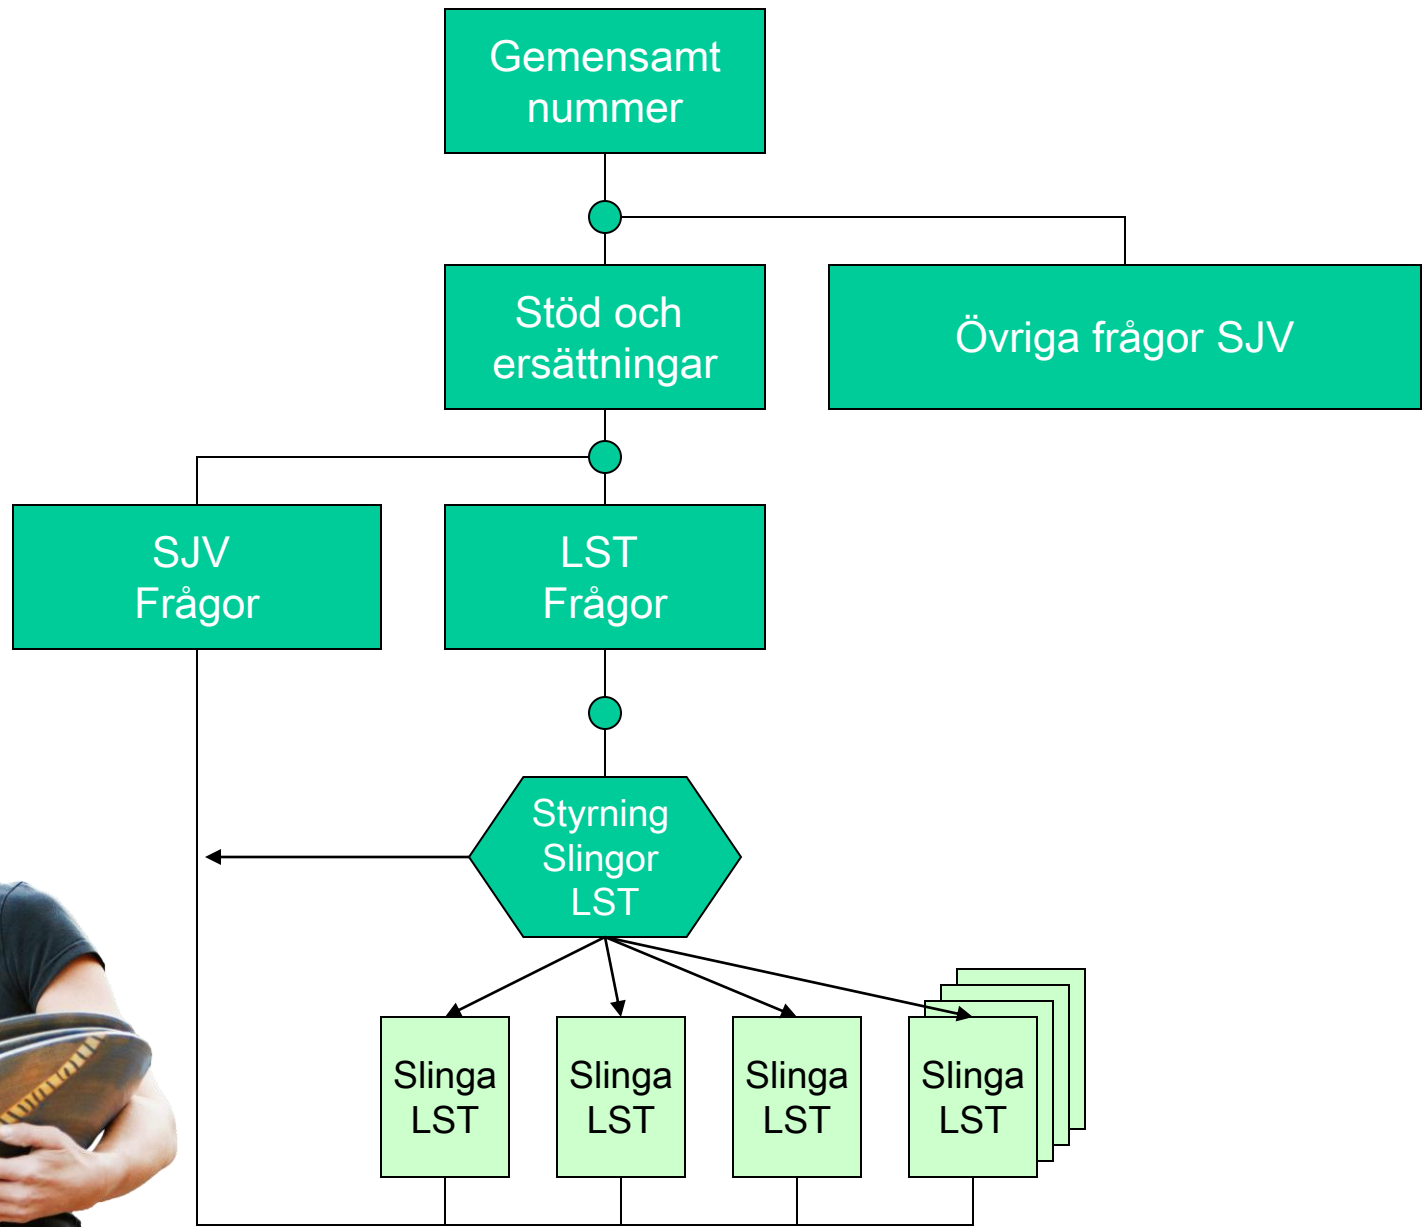 Gemensamt
nummer
Stöd och
ersättningar
Övriga frågor SJV
SJV
Frågor
LST
Frågor
Styrning
Slingor
LST
Slinga
LST
Slinga
LST
Slinga
LST
Slinga
LST